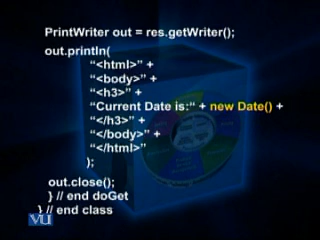 PrintWriter out = res.getWriter();
out.println(
“<html>” +
“<body>” +
“<h3>” +
“Current Date is:“ + new Date() +
“</h3>” +
“</body>” +
“</html>”
);
out.close();
} // end doGet
} // end class
VU